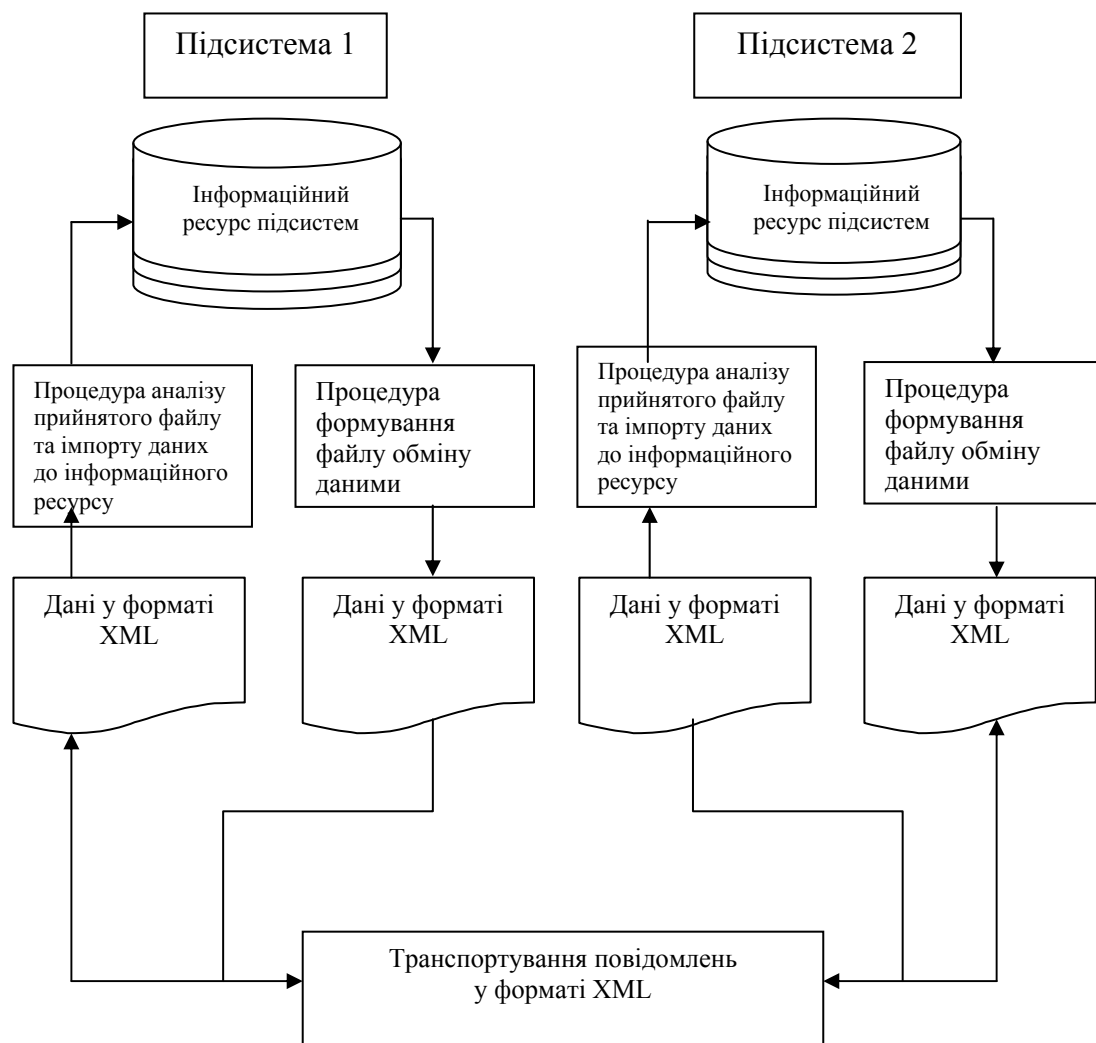 Підсистема 1
Підсистема 2
Інформаційний
ресурс підсистем
Інформаційний
ресурс підсистем
Процедура аналізу
прийнятого файлу
та імпорту даних
до інформаційного
ресурсу
Процедура
формування
файлу обміну
даними
Процедура аналізу
прийнятого файлу
та імпорту даних
до інформаційного
ресурсу
Процедура
формування
файлу обміну
даними
Дані у форматі
XML
Дані у форматі
XML
Дані у форматі
XML
Дані у форматі
XML
Транспортування повідомлень
у форматі XML